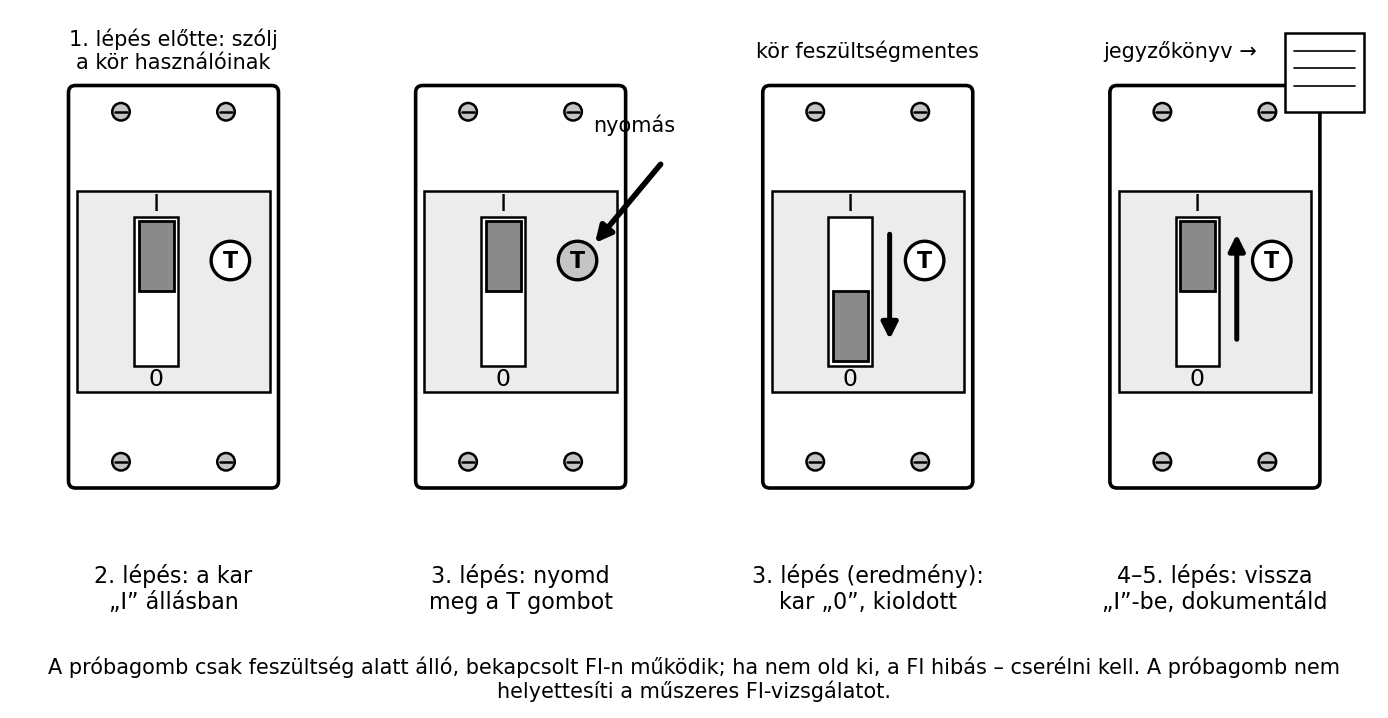 1. lépés előtte: szólj
a kör használóinak
kör feszültségmentes
jegyzőkönyv →
nyomás
I
T
0
I
T
0
I
T
0
I
T
0
2. lépés: a kar
„I” állásban
3. lépés: nyomd
meg a T gombot
3. lépés (eredmény):
kar „0”, kioldott
4–5. lépés: vissza
„I”-be, dokumentáld
A próbagomb csak feszültség alatt álló, bekapcsolt FI-n működik; ha nem old ki, a FI hibás – cserélni kell. A próbagomb nem
helyettesíti a műszeres FI-vizsgálatot.